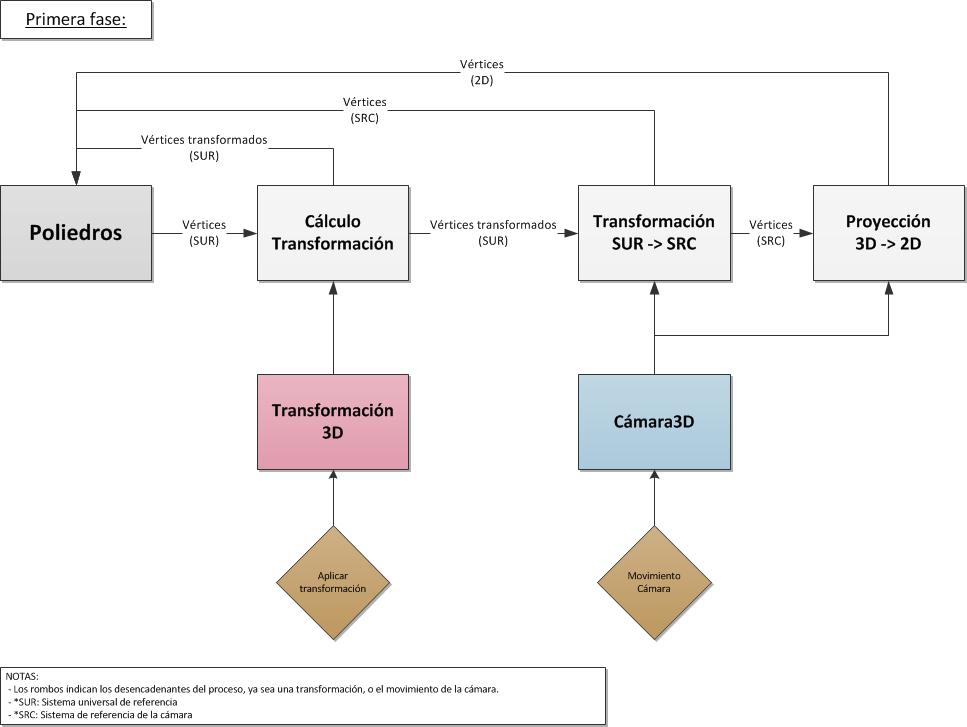 Primera fase:
Vértices
(2D)
Vértices
(SRC)
Vértices transformados
(SUR)
Poliedros
Vértices
(SUR)
Cálculo
Transformación
Vértices transformados
(SUR)
Transformación
SUR -> SRC
Vértices
(SRC)
Proyección
3D -> 2D
Transformación
3D
Cámara3D
Aplicar
transformación
Movimiento
Cámara
NOTAS:
- Los rombos indican los desencadenantes del proceso, ya sea una transformación, o el movimiento de la cámara.
- *SUR: Sistema universal de referencia
- *SRC: Sistema de referencia de la cámara